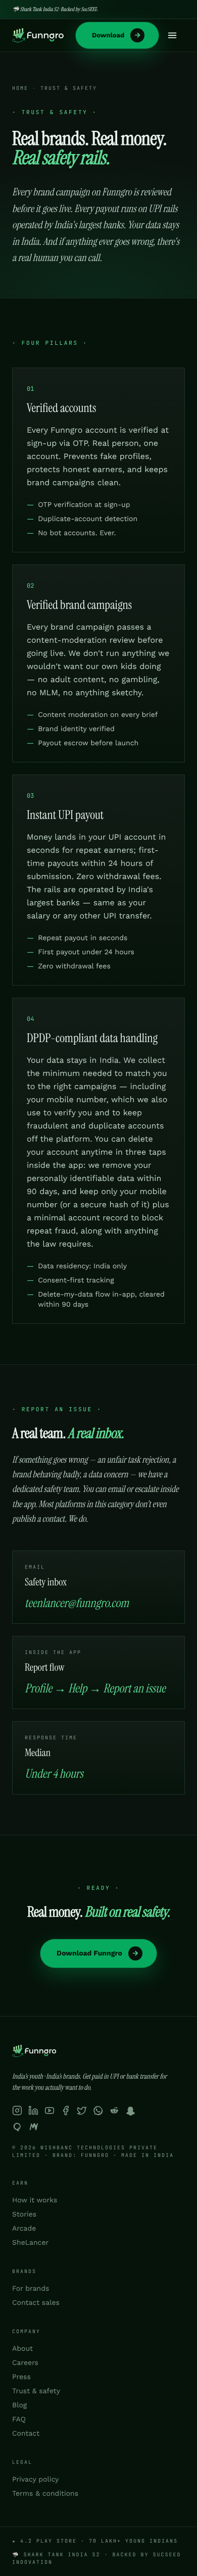 🦈 Shark Tank India S2 · Backed by SucSEED.
Funngro
Download
HOME · TRUST & SAFETY
· TRUST & SAFETY ·
Real brands. Real money.
Real safety rails.
Every brand campaign on Funngro is reviewed
before it goes live. Every payout runs on UPI rails
operated by India's largest banks. Your data stays
in India. And if anything ever goes wrong, there's
a real human you can call.
· FOUR PILLARS ·
01
Verified accounts
Every Funngro account is verified at
sign-up via OTP. Real person, one
account. Prevents fake profiles,
protects honest earners, and keeps
brand campaigns clean.
— OTP verification at sign-up
— Duplicate-account detection
— No bot accounts. Ever.
02
Verified brand campaigns
Every brand campaign passes a
content-moderation review before
going live. We don't run anything we
wouldn't want our own kids doing
— no adult content, no gambling,
no MLM, no anything sketchy.
— Content moderation on every brief
— Brand identity verified
— Payout escrow before launch
03
Instant UPI payout
Money lands in your UPI account in
seconds for repeat earners; first-
time payouts within 24 hours of
submission. Zero withdrawal fees.
The rails are operated by India's
largest banks — same as your
salary or any other UPI transfer.
— Repeat payout in seconds
— First payout under 24 hours
— Zero withdrawal fees
04
DPDP-compliant data handling
Your data stays in India. We collect
the minimum needed to match you
to the right campaigns — including
your mobile number, which we also
use to verify you and to keep
fraudulent and duplicate accounts
off the platform. You can delete
your account anytime in three taps
inside the app: we remove your
personally identifiable data within
90 days, and keep only your mobile
number (or a secure hash of it) plus
a minimal account record to block
repeat fraud, along with anything
the law requires.
— Data residency: India only
— Consent-first tracking
— Delete-my-data flow in-app, cleared
within 90 days
· REPORT AN ISSUE ·
A real team. A real inbox.
If something goes wrong — an unfair task rejection, a
brand behaving badly, a data concern — we have a
dedicated safety team. You can email or escalate inside
the app. Most platforms in this category don't even
publish a contact. We do.
EMAIL
Safety inbox
teenlancer@funngro.com
INSIDE THE APP
Report flow
Profile → Help → Report an issue
RESPONSE TIME
Median
Under 4 hours
· READY ·
Real money. Built on real safety.
Download Funngro
Funngro
India's youth · India's brands. Get paid in UPI or bank transfer for
the work you actually want to do.
© 2026 WISHBANC TECHNOLOGIES PRIVATE
LIMITED · BRAND: FUNNGRO · MADE IN INDIA
EARN
How it works
Stories
Arcade
SheLancer
BRANDS
For brands
Contact sales
COMPANY
About
Careers
Press
Trust & safety
Blog
FAQ
Contact
LEGAL
Privacy policy
Terms & conditions
★ 4.2 PLAY STORE · 70 LAKH+ YOUNG INDIANS
🦈 SHARK TANK INDIA S2 · BACKED BY SUCSEED
INNOVATION